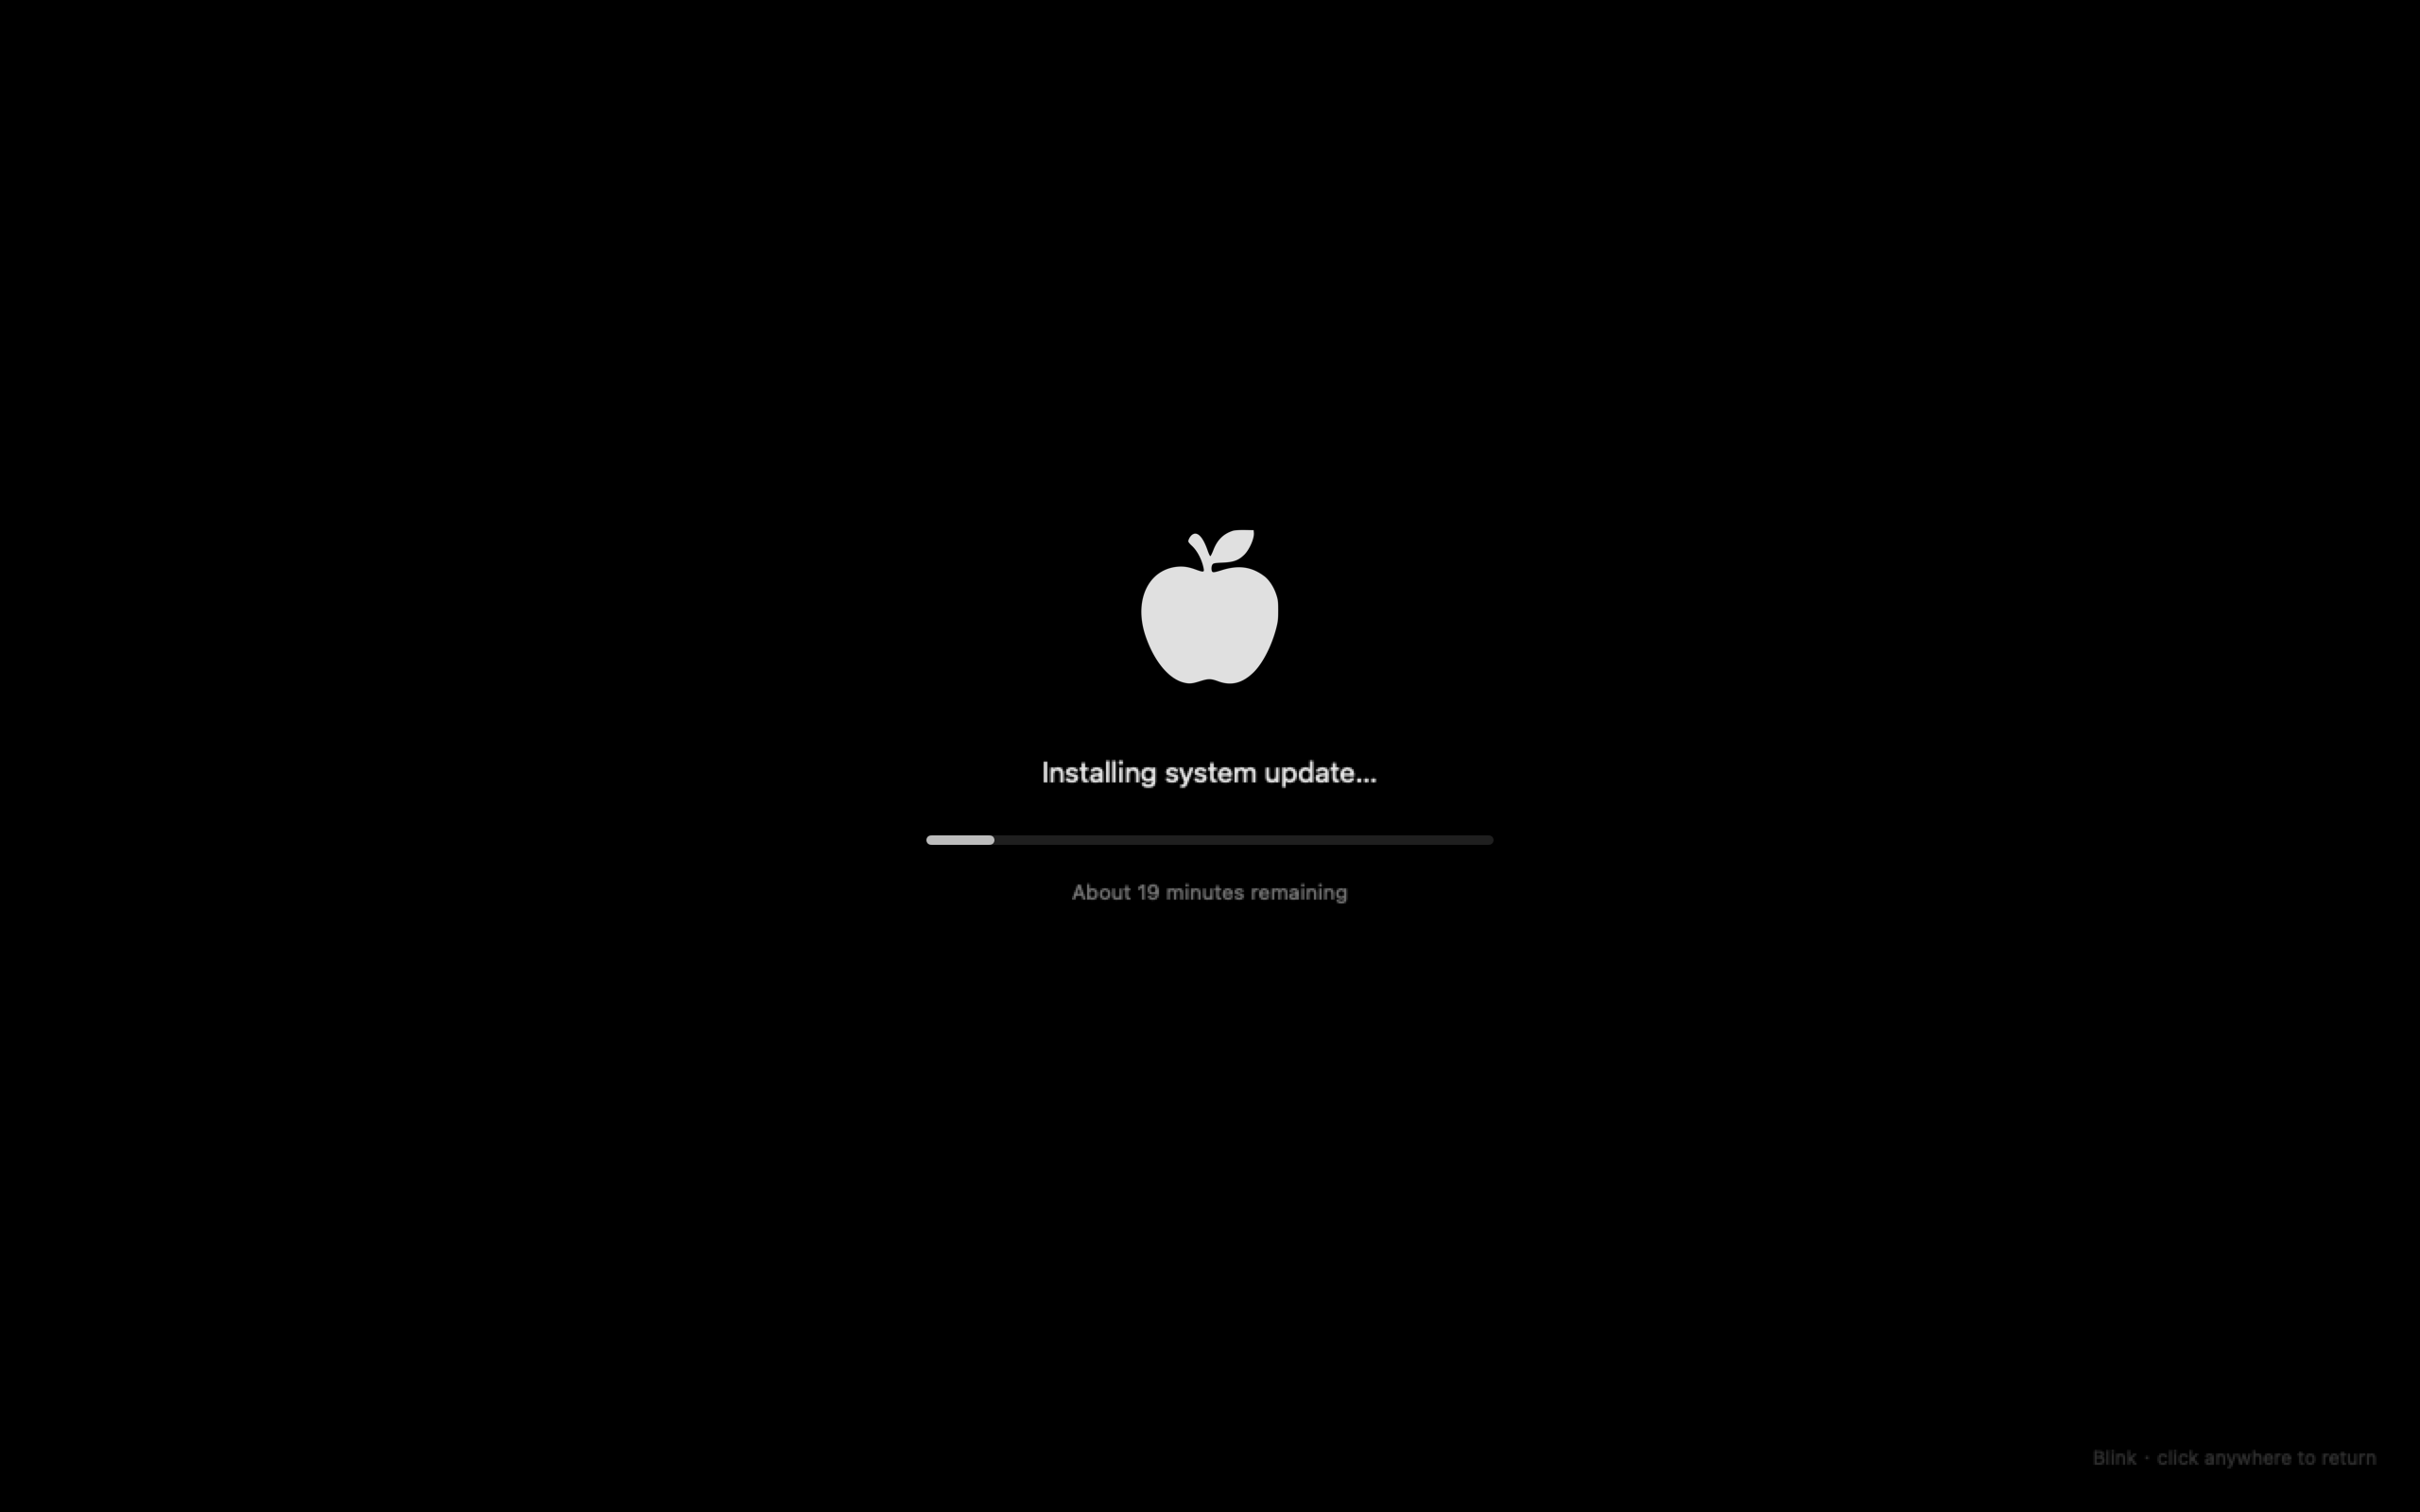 Installing system update...
About 19 minutes remaining
Blink · click anywhere to return